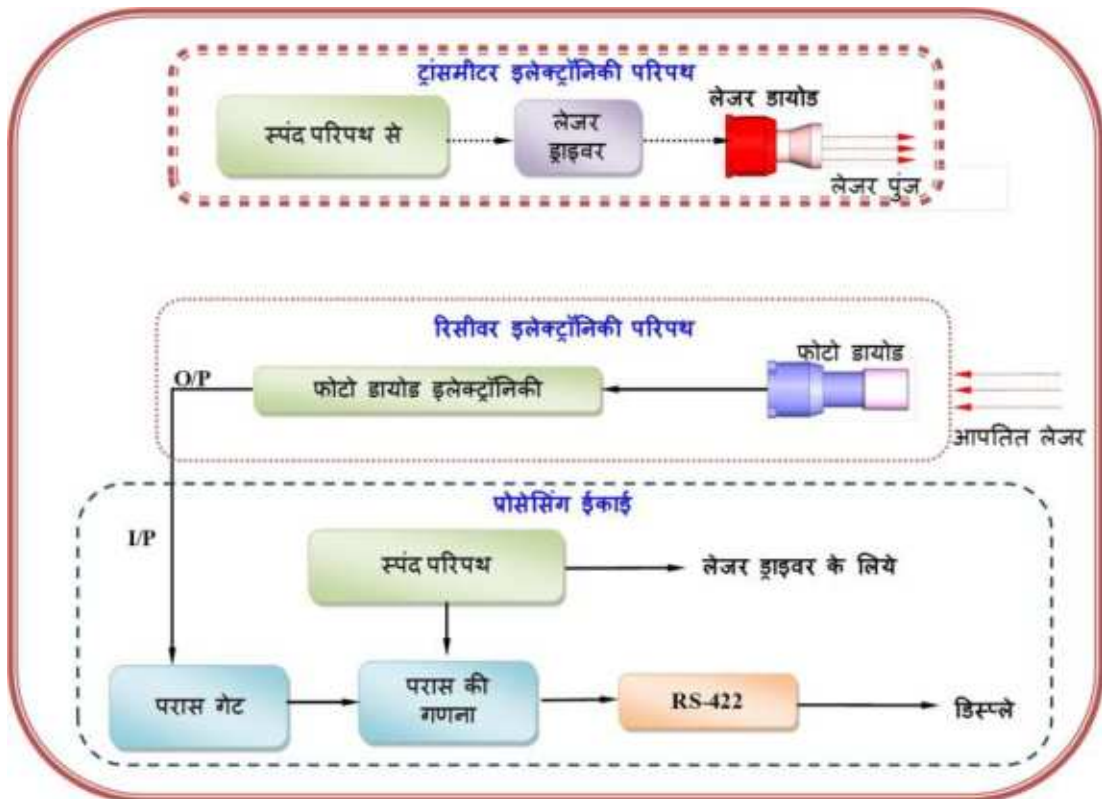 ट्रांसमीटर इलेक्ट्रॉनिकी परिपथ
स्पंद परिपथ से
लेजर
ड्राइवर
लेजर डायोड
लेजर पुंज
रिसीवर इलेक्ट्रॉनिकी परिपथ
फोटो डायोड
O/P
फोटो डायोड इलेक्ट्रॉनिकी
आपतित लेजर
प्रोसेसिंग ईकाई
I/P
स्पंद परिपथ
लेजर ड्राइवर के लिये
परास गेट
परास की
गणना
RS-422
डिस्प्ले